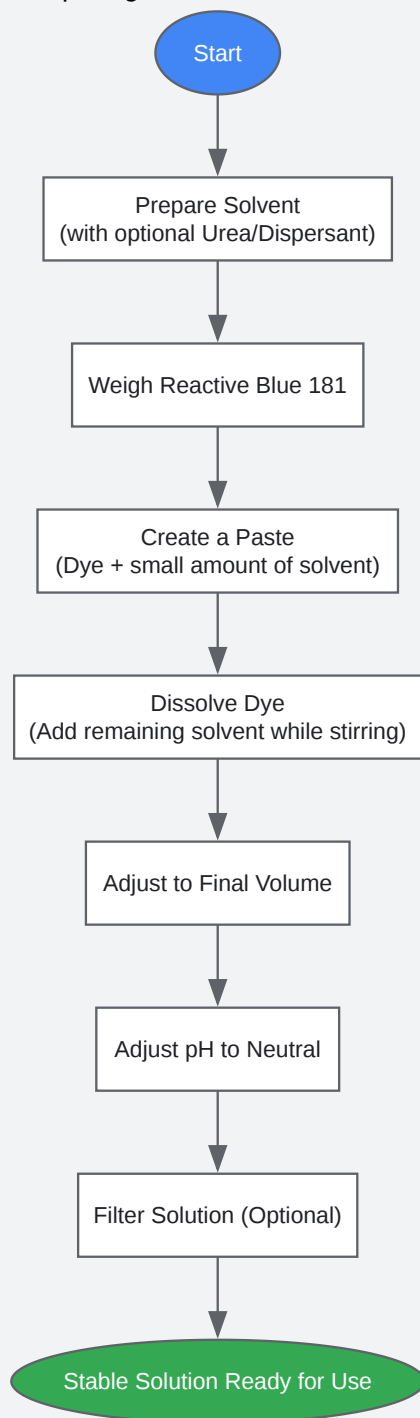 Start
Prepare Solvent
(with optional Urea/Dispersant)
Weigh Reactive Blue 181
Create a Paste
(Dye + small amount of solvent)
Dissolve Dye
(Add remaining solvent while stirring)
Adjust to Final Volume
Adjust pH to Neutral
Filter Solution (Optional)
Stable Solution Ready for Use